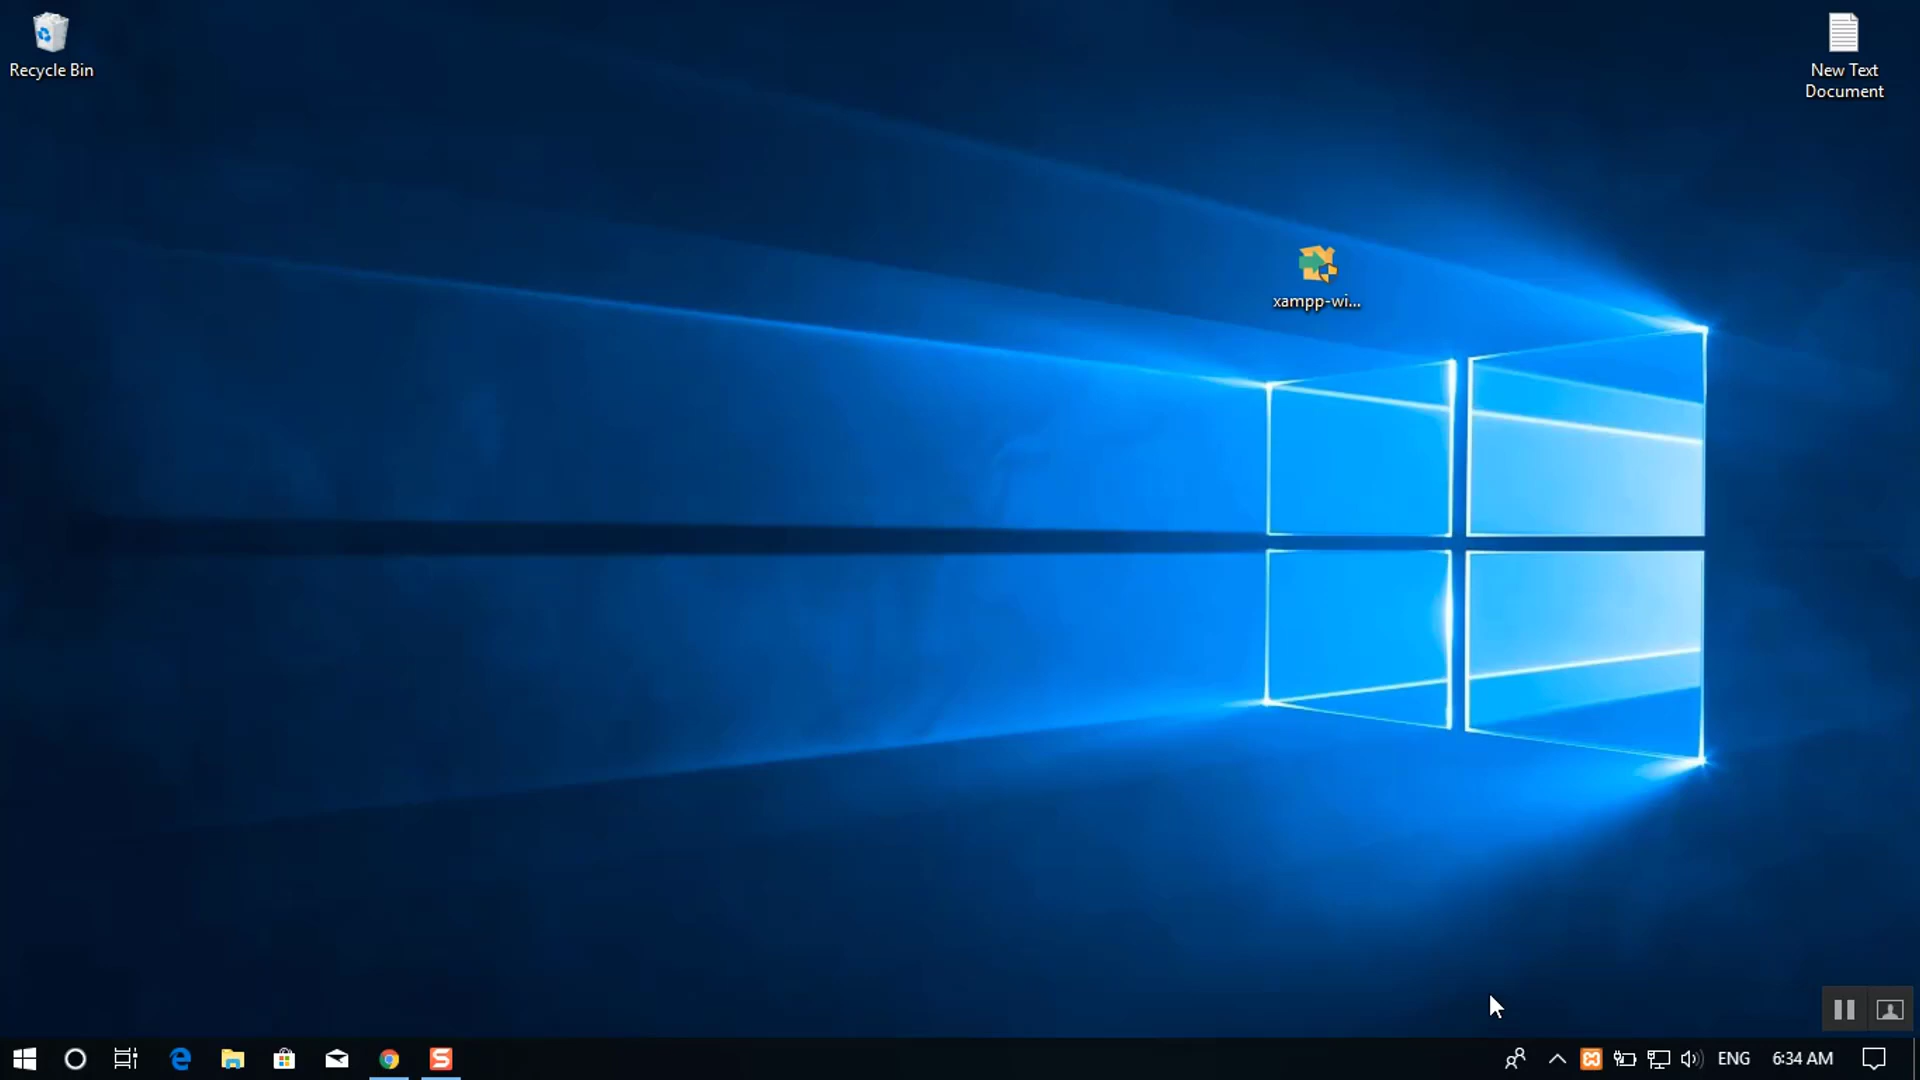 Recycle Bin
New Text
Document
xampp-wi...
ENG
6:34 AM